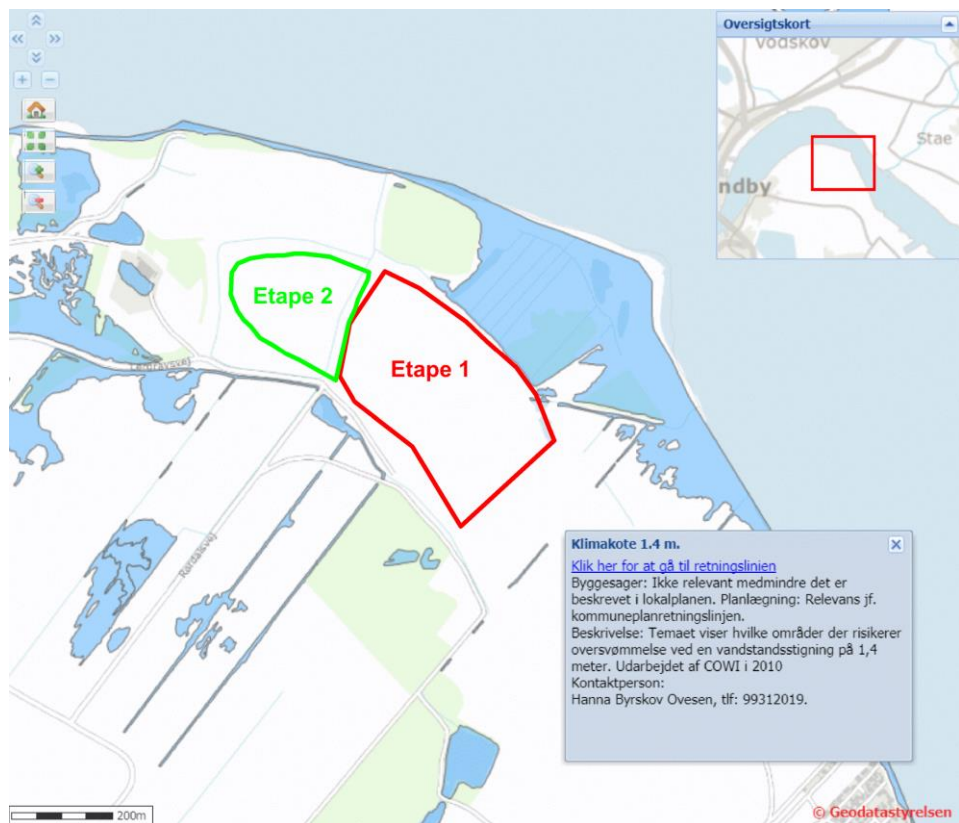 Oversigtskort
Vodskov
Stae
ndby
Etape 2
Etape 1
Rørdalsvej
Klimakote 1.4 m.
Klik her for at gå til retningslinien
Byggesager: Ikke relevant medmindre det er
beskrevet i lokalplanen. Planlægning: Relevans jf.
kommuneplanretningslinjen.
Beskrivelse: Temaet viser hvilke områder der risikerer
oversvømmelse ved en vandstandsstigning på 1,4
meter. Udarbejdet af COWI i 2010
Kontaktperson:
Hanna Byrskov Ovesen, tlf: 99312019.
200m
© Geodatastyrelsen